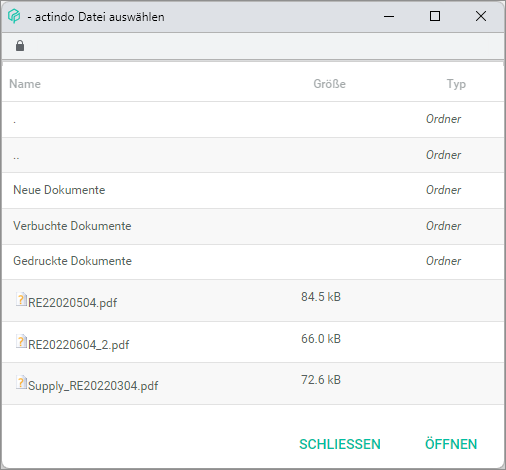 - actindo Datei auswählen
Name Größe Typ
. Ordner
.. Ordner
Neue Dokumente Ordner
Verbuchte Dokumente Ordner
Gedruckte Dokumente Ordner
RE22020504.pdf 84.5 kB
RE20220604_2.pdf 66.0 kB
Supply_RE20220304.pdf 72.6 kB
SCHLIESSEN ÖFFNEN